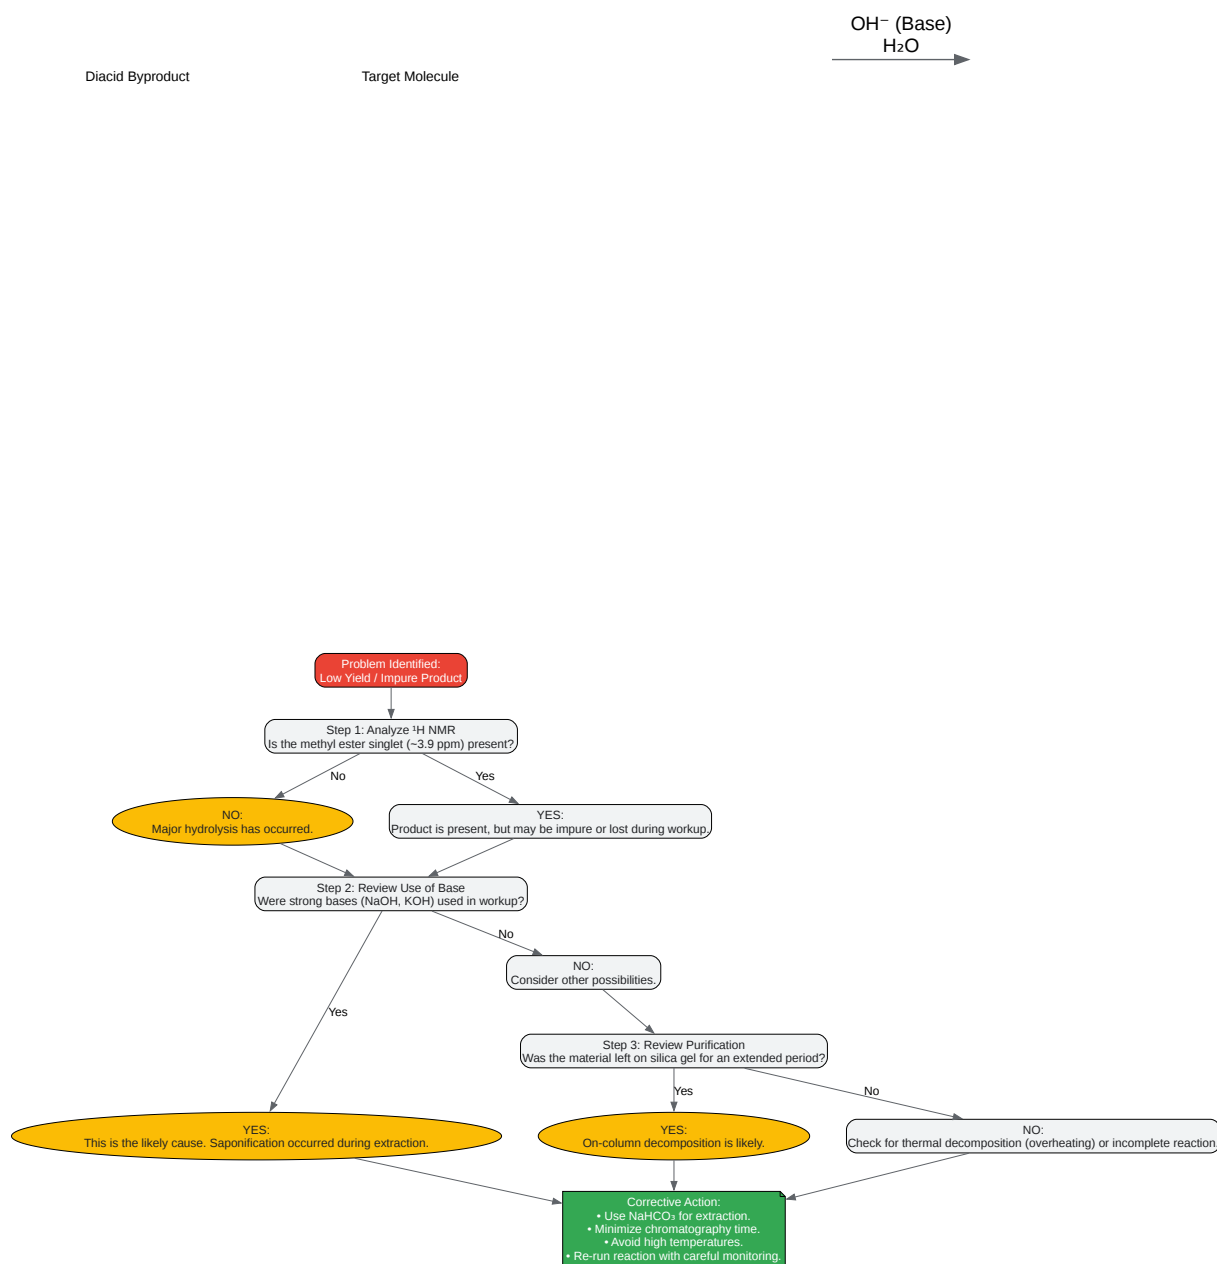 OH⁻ (Base)
H₂O
Diacid Byproduct
Target Molecule
Problem Identified:
Low Yield / Impure Product
Step 1: Analyze ¹H NMR
Is the methyl ester singlet (~3.9 ppm) present?
No
Yes
NO:
Major hydrolysis has occurred.
YES:
Product is present, but may be impure or lost during workup.
Step 2: Review Use of Base
Were strong bases (NaOH, KOH) used in workup?
No
NO:
Consider other possibilities.
Yes
Step 3: Review Purification
Was the material left on silica gel for an extended period?
Yes
No
YES:
This is the likely cause. Saponification occurred during extraction.
YES:
On-column decomposition is likely.
NO:
Check for thermal decomposition (overheating) or incomplete reaction.
Corrective Action:
• Use NaHCO₃ for extraction.
• Minimize chromatography time.
• Avoid high temperatures.
• Re-run reaction with careful monitoring.